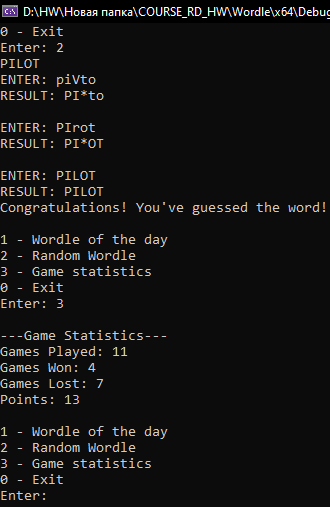 D:\HW\Новая папка\COURSE_RD_HW\Wordle\x64\Debug
0 - Exit
Enter: 2
PILOT
ENTER: piVto
RESULT: PI*to
ENTER: PIrot
RESULT: PI*OT
ENTER: PILOT
RESULT: PILOT
Congratulations! You've guessed the word!
1 - Wordle of the day
2 - Random Wordle
3 - Game statistics
0 - Exit
Enter: 3
---Game Statistics---
Games Played: 11
Games Won: 4
Games Lost: 7
Points: 13
1 - Wordle of the day
2 - Random Wordle
3 - Game statistics
0 - Exit
Enter: